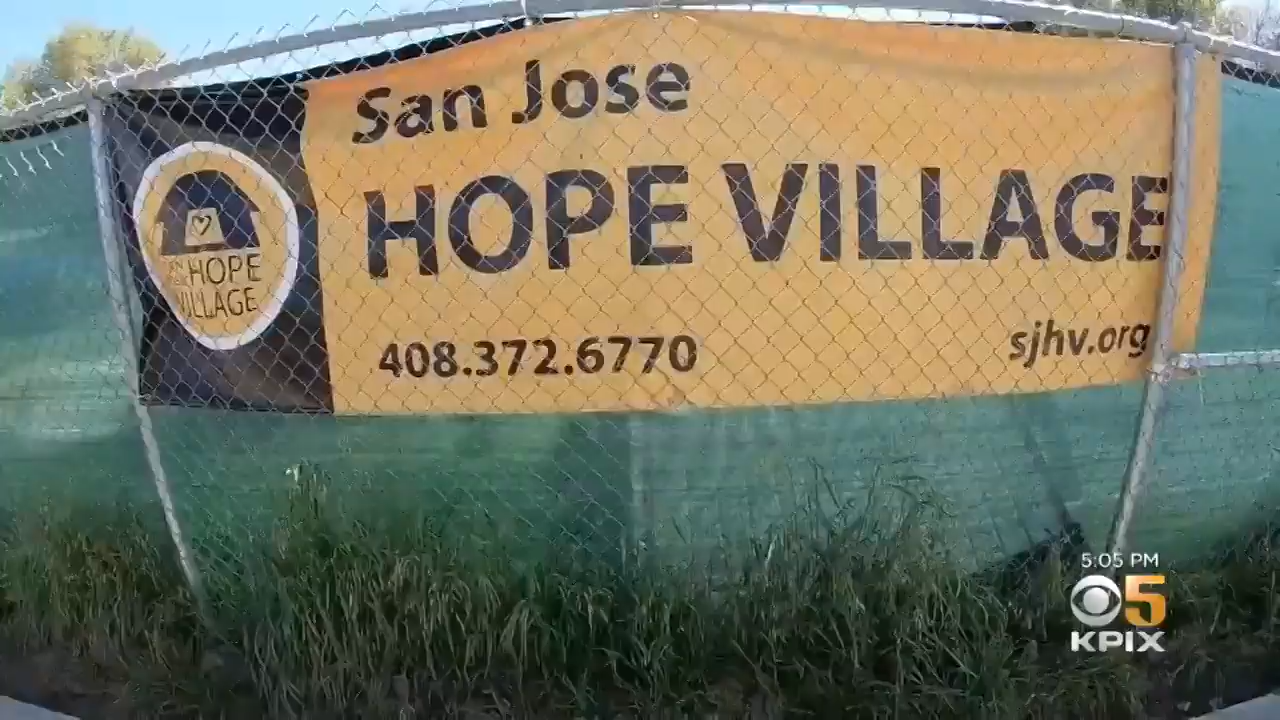 San Jose
HOPE VILLAGE
HOPE
VILLAGE
408.372.6770
sjhv.org
5:05 PM
5
KPIX